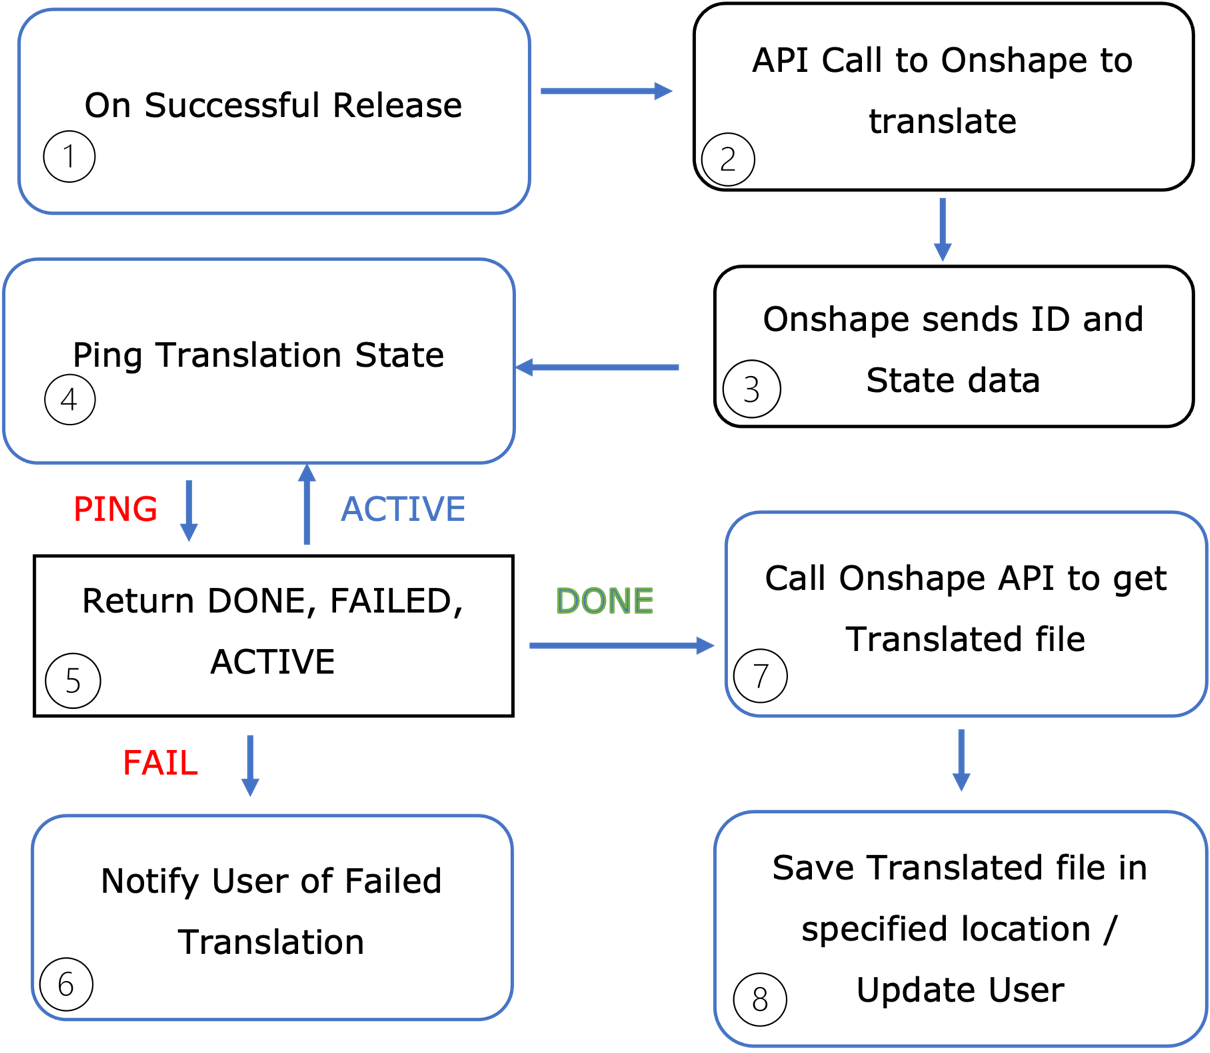 On Successful Release
1
API Call to Onshape to
translate
2
Onshape sends ID and
State data
3
Ping Translation State
4
PING
ACTIVE
Return DONE, FAILED,
ACTIVE
5
DONE
FAIL
Notify User of Failed
Translation
6
Call Onshape API to get
Translated file
7
Save Translated file in
specified location /
Update User
8